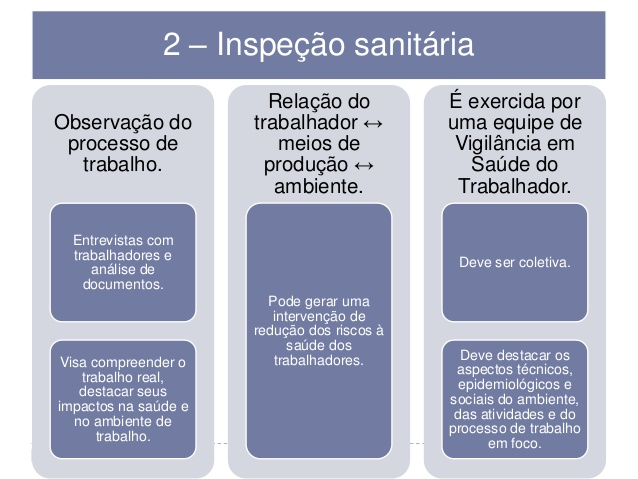 2 – Inspeção sanitária
Observação do
processo de
trabalho.
Entrevistas com
trabalhadores e
análise de
documentos.
Visa compreender o
trabalho real,
destacar seus
impactos na saúde e
no ambiente de
trabalho.
Relação do
trabalhador ↔
meios de
produção ↔
ambiente.
Pode gerar uma
intervenção de
redução dos riscos à
saúde dos
trabalhadores.
É exercida por
uma equipe de
Vigilância em
Saúde do
Trabalhador.
Deve ser coletiva.
Deve destacar os
aspectos técnicos,
epidemiológicos e
sociais do ambiente,
das atividades e do
processo de trabalho
em foco.